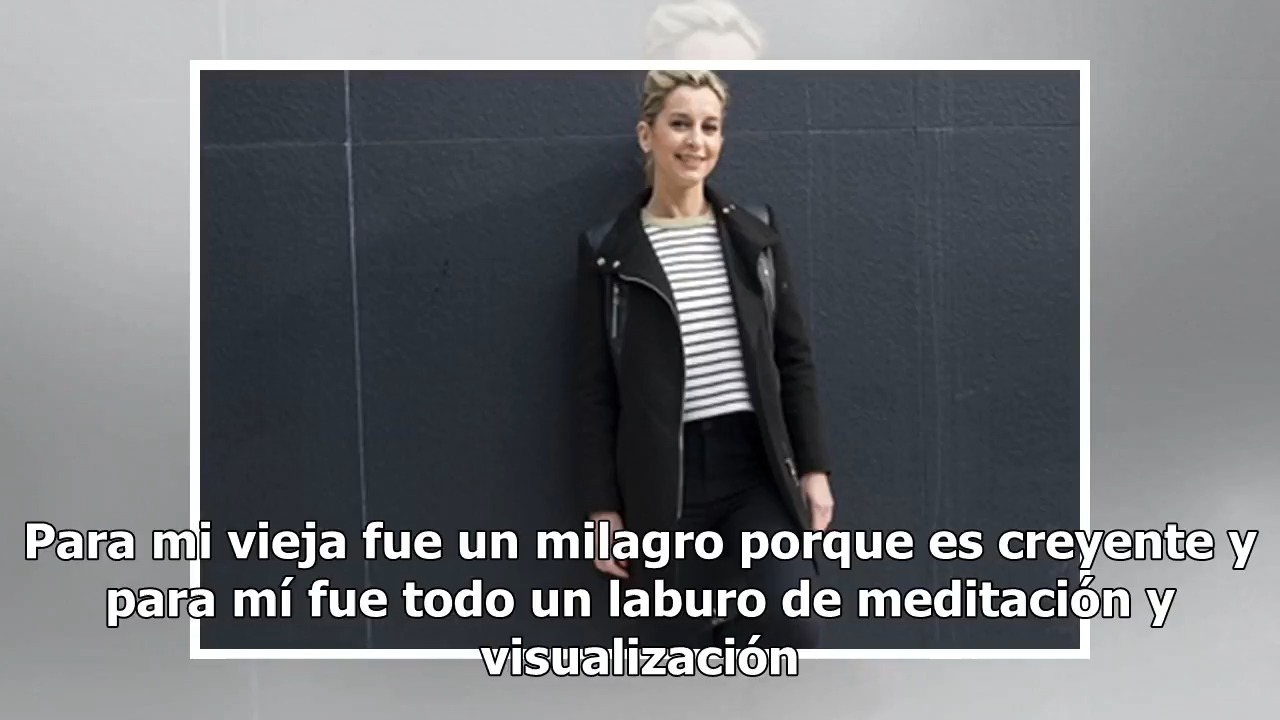 Para mi vieja fue un milagro porque es creyente y
para mí fue todo un laburo de meditación y
visualización